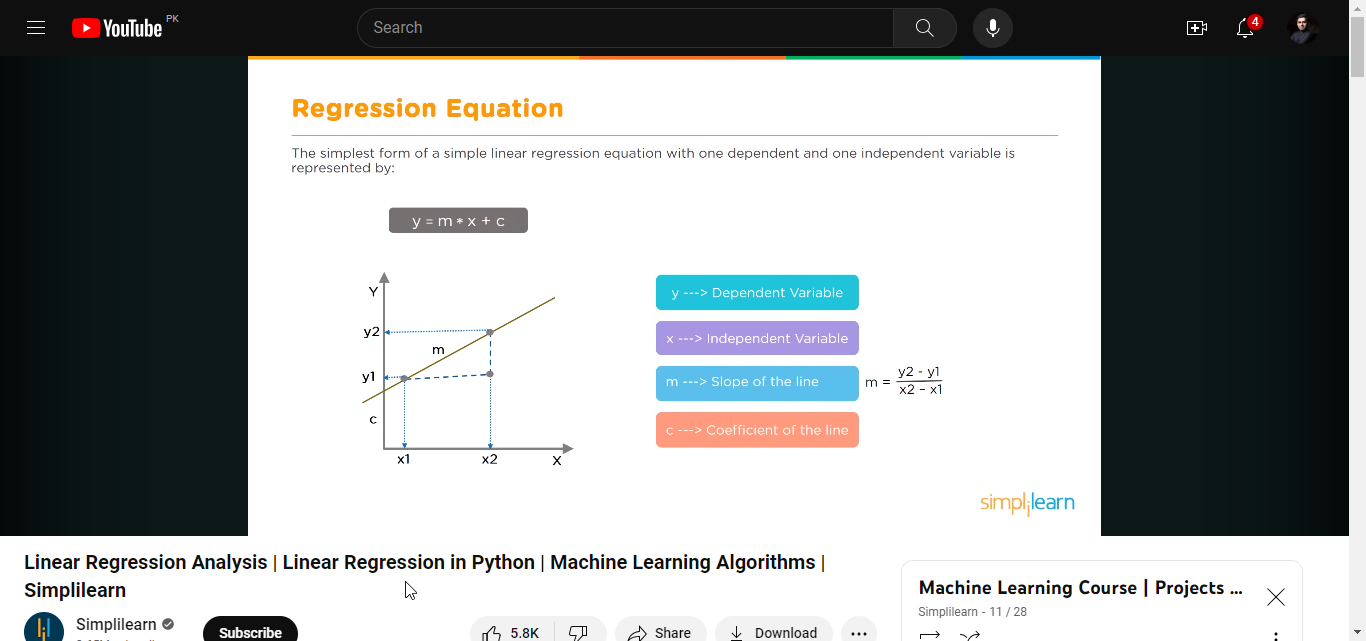 YouTube PK
Search
4
Regression Equation
The simplest form of a simple linear regression equation with one dependent and one independent variable is
represented by:
y = m * x + c
Y
y2
m
y1
c
x1
x2
X
y ---> Dependent Variable
x ---> Independent Variable
m ---> Slope of the line
m = y2 - y1
x2 - x1
c ---> Coefficient of the line
simplilearn
Linear Regression Analysis | Linear Regression in Python | Machine Learning Algorithms |
Simplilearn
Simplilearn
Subscribe
5.8K
Share
Download
Machine Learning Course | Projects ...
Simplilearn - 11 / 28